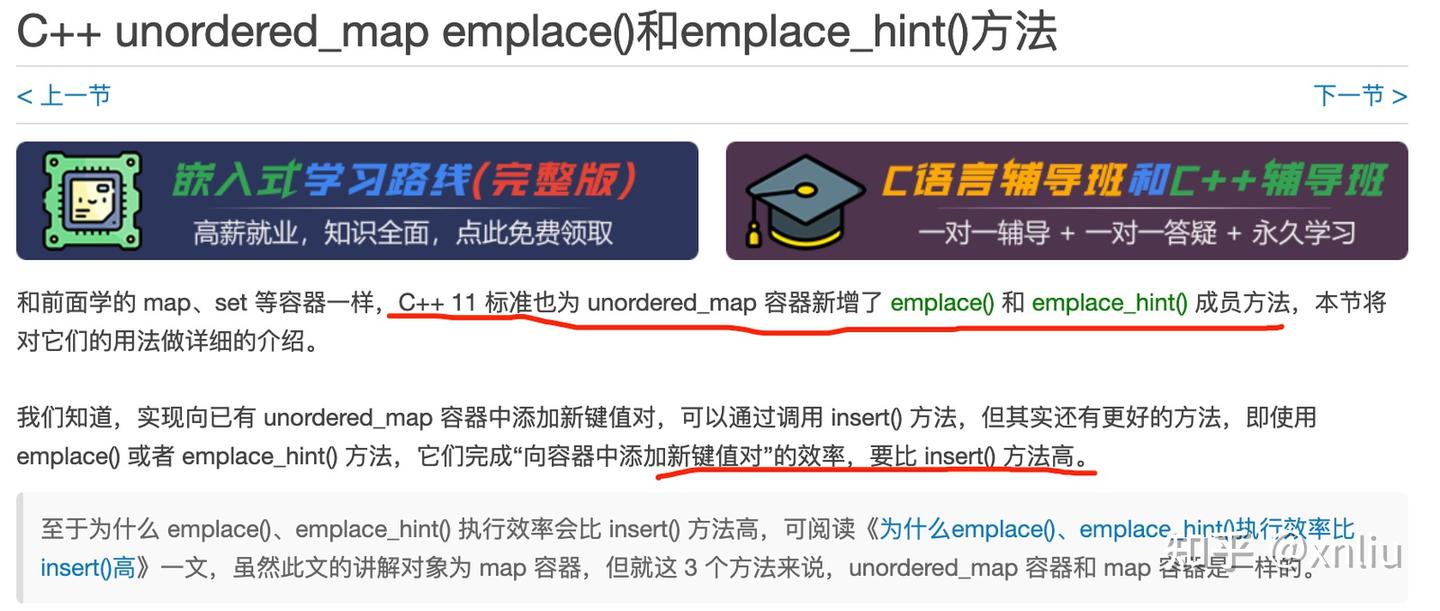 C++ unordered_map emplace()和emplace_hint()方法
< 上一节
下一节 >
嵌入式学习路线(完整版)
高薪就业，知识全面，点此免费领取
C语言辅导班和C++辅导班
一对一辅导 + 一对一答疑 + 永久学习
和前面学的 map、set 等容器一样，C++ 11 标准也为 unordered_map 容器新增了 emplace() 和 emplace_hint() 成员方法，本节将
对它们的用法做详细的介绍。
我们知道，实现向已有 unordered_map 容器中添加新键值对，可以通过调用 insert() 方法，但其实还有更好的方法，即使用
emplace() 或者 emplace_hint() 方法，它们完成“向容器中添加新键值对”的效率，要比 insert() 方法高。
至于为什么 emplace()、emplace_hint() 执行效率会比 insert() 方法高，可阅读《为什么emplace()、emplace_hint()执行效率比
insert()高》一文，虽然此文的讲解对象为 map 容器，但就这 3 个方法来说，unordered_map 容器和 map 容器是一样的。
知乎 @xnliu